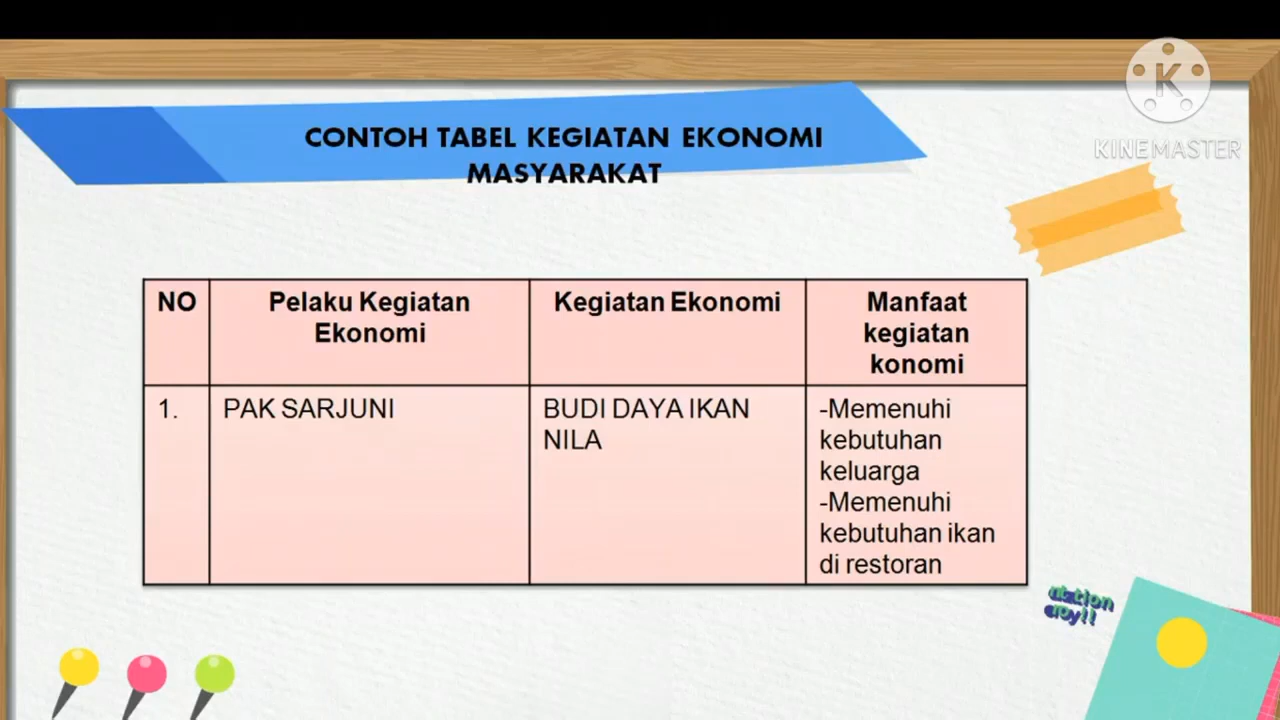 K
KINEMASTER
CONTOH TABEL KEGIATAN EKONOMI
MASYARAKAT
NO
Pelaku Kegiatan
Ekonomi
Kegiatan Ekonomi
Manfaat
kegiatan
konomi
1.
PAK SARJUNI
BUDI DAYA IKAN
NILA
-Memenuhi
kebutuhan
keluarga
-Memenuhi
kebutuhan ikan
di restoran